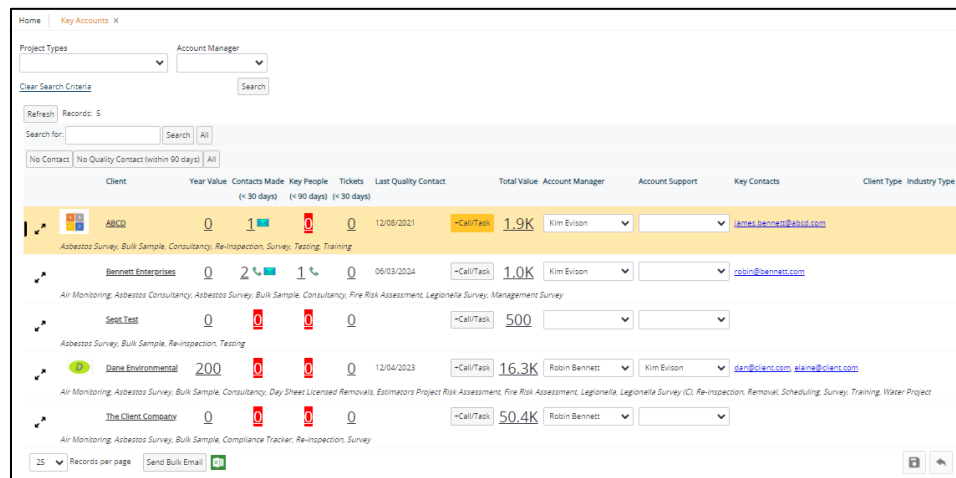 Home Key Accounts ×
Project Types Account Manager
Clear Search Criteria Search
Refresh Records: 5
Search for: Search All
No Contact No Quality Contact (within 90 days) All
Client Year Value Contacts Made Key People Tickets Last Quality Contact Total Value Account Manager Account Support Key Contacts Client Type Industry Type
(< 30 days) (< 90 days) (< 30 days)
ABCD 0 1 0 0 12/08/2021 +Call/Task 1.9K Kim Evison james.bennett@abcd.com
Asbestos Survey, Bulk Sample, Consultancy, Re-Inspection, Survey, Testing, Training
Bennett Enterprises 0 2 1 0 06/03/2024 +Call/Task 1.0K Kim Evison robin@bennett.com
Air Monitoring, Asbestos Consultancy, Asbestos Survey, Bulk Sample, Consultancy, Fire Risk Assessment, Legionella Survey, Management Survey
Sept Test 0 0 0 0 +Call/Task 500
Asbestos Survey, Bulk Sample, Re-inspection, Testing
D Dane Environmental 200 0 0 0 12/04/2023 +Call/Task 16.3K Robin Bennett Kim Evison dan@client.com, elaine@client.com
Air Monitoring, Asbestos Survey, Bulk Sample, Consultancy, Day Sheet Licensed Removals, Estimators Project Risk Assessment, Fire Risk Assessment, Legionella, Legionella Survey (C), Re-Inspection, Removal, Scheduling, Survey, Training, Water Project
The Client Company 0 0 0 0 +Call/Task 50.4K Robin Bennett
Air Monitoring, Asbestos Survey, Bulk Sample, Compliance Tracker, Re-inspection, Survey
25 Records per page Send Bulk Email